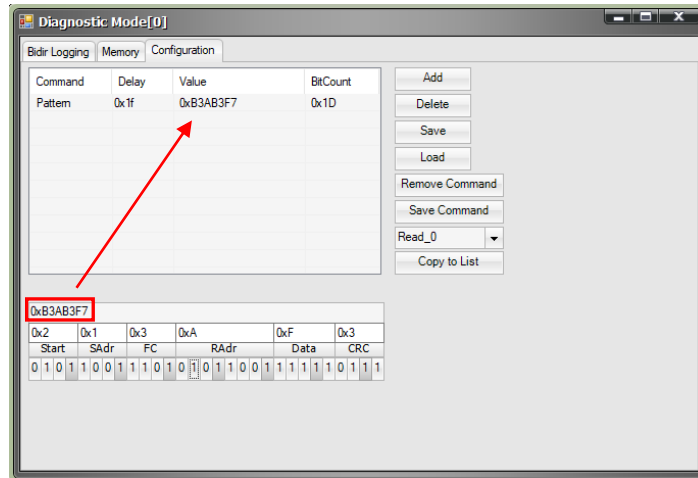 Diagnostic Mode[0]
Bidir Logging Memory Configuration
Command Delay Value BitCount
Pattern 0x1f 0xB3AB3F7 0x1D
Add
Delete
Save
Load
Remove Command
Save Command
Read_0
Copy to List
0xB3AB3F7
0x2 0x1 0x3 0xA 0xF 0x3
Start SAdr FC RAdr Data CRC
0 1 0 1 1 0 0 1 1 1 0 1 0 1 0 1 1 0 0 1 1 1 1 1 1 0 1 1 1